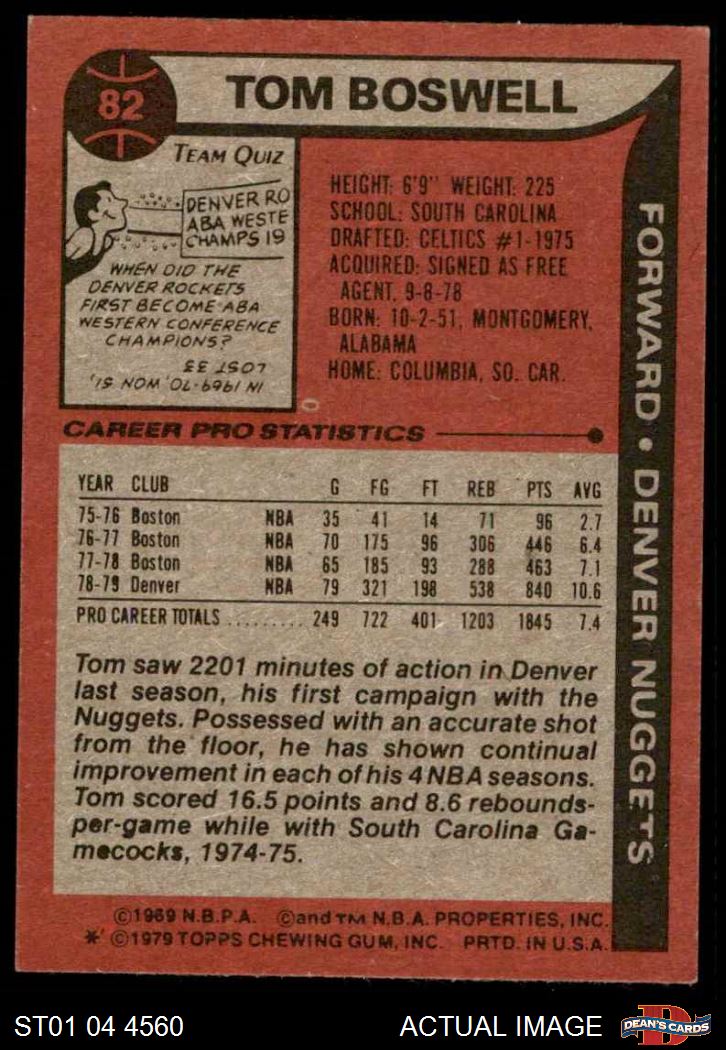 82
TOM BOSWELL
TEAM QUIZ
DENVER RO
ABA WESTE
CHAMPS 19
WHEN DID THE
DENVER ROCKETS
FIRST BECOME ABA
WESTERN CONFERENCE
CHAMPIONS?
IN 1969-70, WON 51,
LOST 33
HEIGHT: 6'9" WEIGHT: 225
SCHOOL: SOUTH CAROLINA
DRAFTED: CELTICS #1-1975
ACQUIRED: SIGNED AS FREE
AGENT, 9-8-78
BORN: 10-2-51, MONTGOMERY,
ALABAMA
HOME: COLUMBIA, SO. CAR.
FORWARD • DENVER NUGGETS
CAREER PRO STATISTICS
YEAR CLUB G FG FT REB PTS AVG
75-76 Boston NBA 35 41 14 71 96 2.7
76-77 Boston NBA 70 175 96 306 446 6.4
77-78 Boston NBA 65 185 93 288 463 7.1
78-79 Denver NBA 79 321 198 538 840 10.6
PRO CAREER TOTALS ......... 249 722 401 1203 1845 7.4
Tom saw 2201 minutes of action in Denver
last season, his first campaign with the
Nuggets. Possessed with an accurate shot
from the floor, he has shown continual
improvement in each of his 4 NBA seasons.
Tom scored 16.5 points and 8.6 rebounds-
per-game while with South Carolina Ga-
mecocks, 1974-75.
©1969 N.B.P.A. ©and TM N.B.A. PROPERTIES, INC.
* ©1979 TOPPS CHEWING GUM, INC. PRTD. IN U.S.A.
ST01 04 4560
ACTUAL IMAGE
DEAN'S CARDS